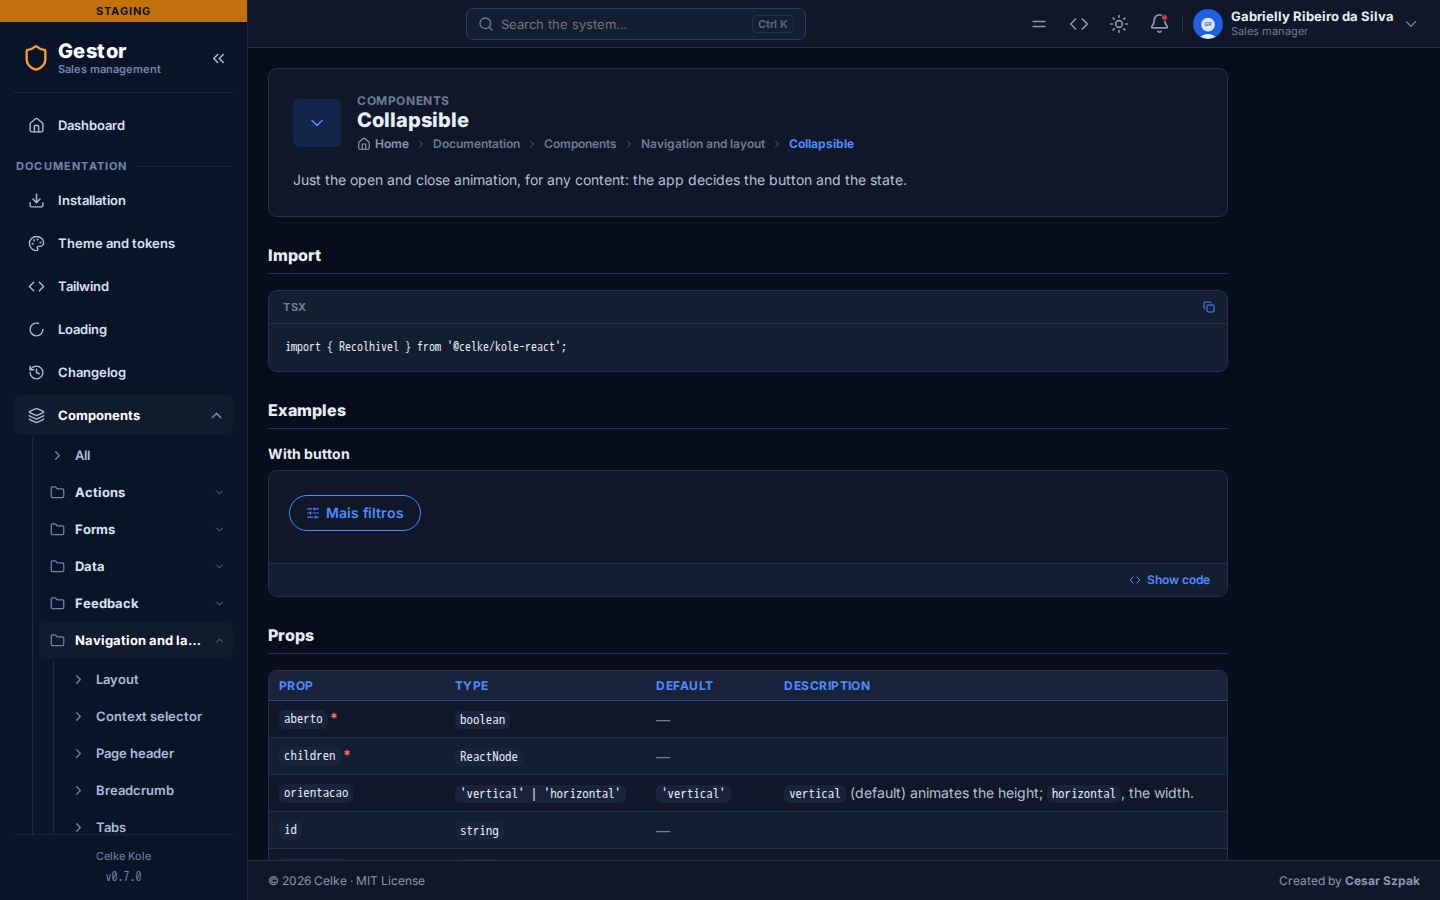 STAGING
Gestor
Sales management
Dashboard
DOCUMENTATION
Installation
Theme and tokens
Tailwind
Loading
Changelog
Components
All
Actions
Forms
Data
Feedback
Navigation and la...
Layout
Context selector
Page header
Breadcrumb
Tabs
Celke Kole
v0.7.0
Search the system...
Ctrl K
GR
Gabrielly Ribeiro da Silva
Sales manager
COMPONENTS
Collapsible
Home Documentation Components Navigation and layout Collapsible
Just the open and close animation, for any content: the app decides the button and the state.
Import
TSX
import { Recolhivel } from '@celke/kole-react';
Examples
With button
Mais filtros
Show code
Props
PROP TYPE DEFAULT DESCRIPTION
aberto * boolean —
children * ReactNode —
orientacao 'vertical' | 'horizontal' 'vertical' vertical (default) animates the height; horizontal, the width.
id string —
© 2026 Celke · MIT License
Created by Cesar Szpak